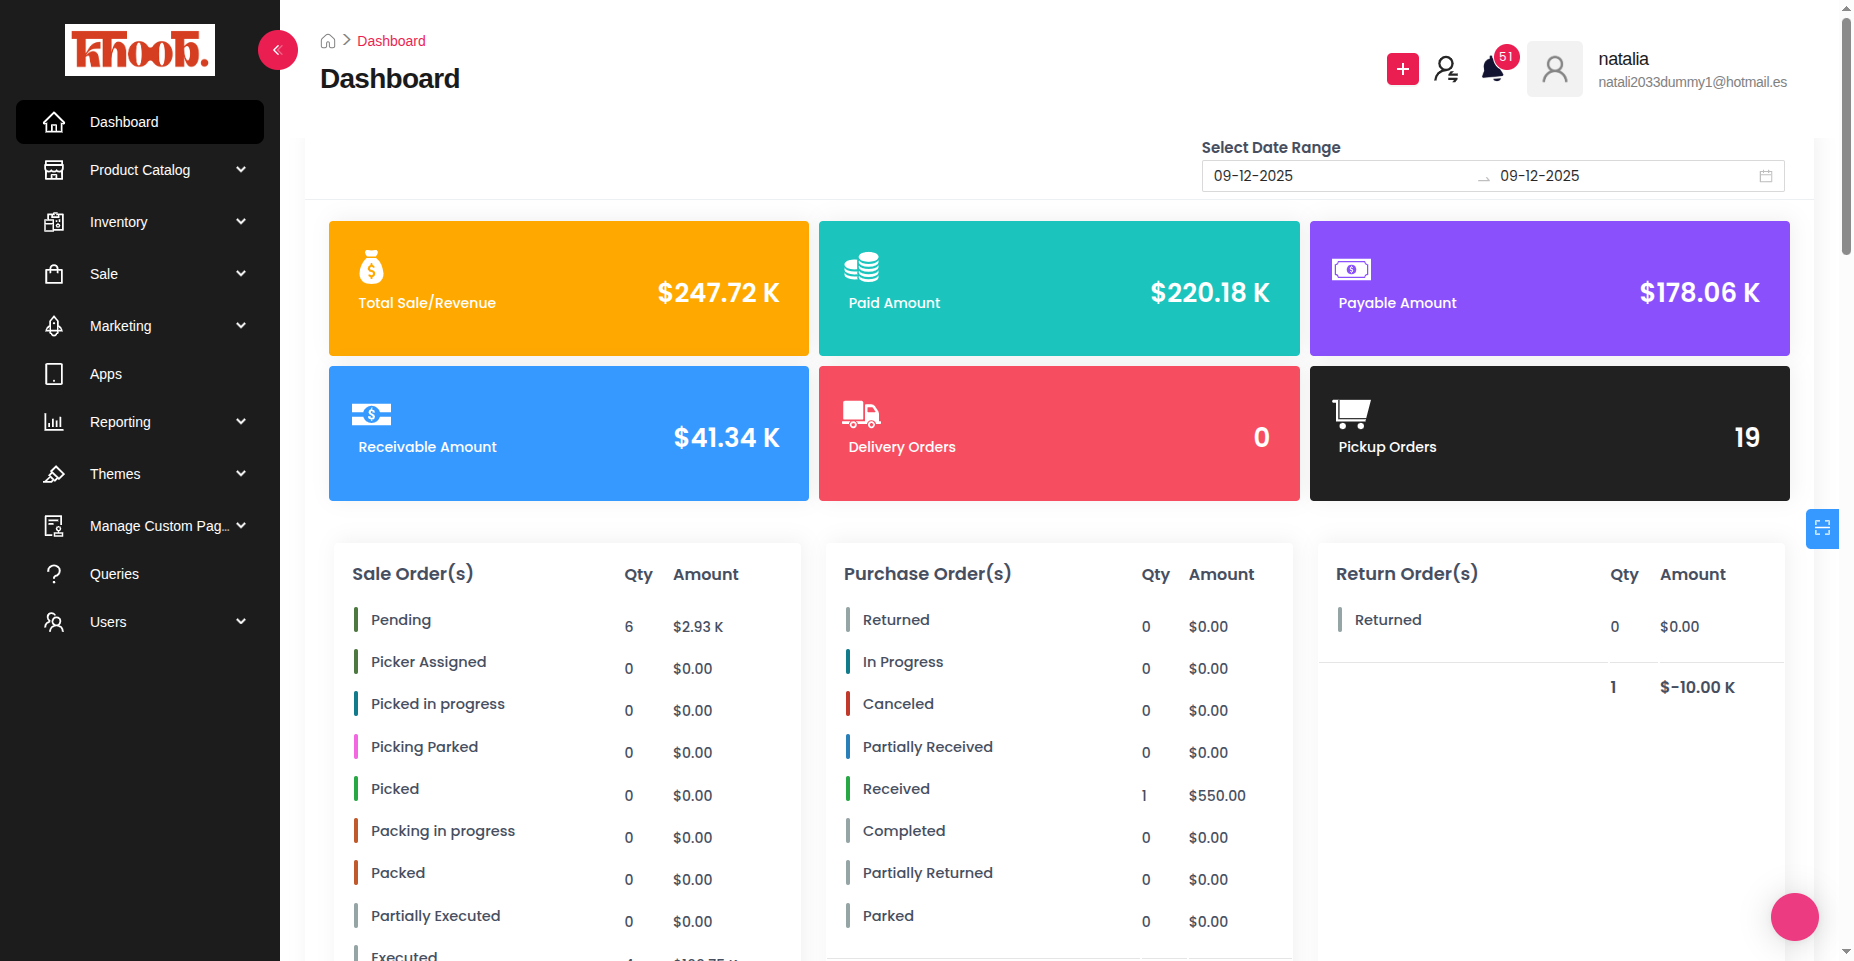 khoob.
Dashboard
Product Catalog
Inventory
Sale
Marketing
Apps
Reporting
Themes
Manage Custom Pag...
Queries
Users
Dashboard
Dashboard
51
natalia
natali2033dummy1@hotmail.es
Select Date Range
09-12-2025
09-12-2025
Total Sale/Revenue
$247.72 K
Paid Amount
$220.18 K
Payable Amount
$178.06 K
Receivable Amount
$41.34 K
Delivery Orders
0
Pickup Orders
19
Sale Order(s) Qty Amount
Pending 6 $2.93 K
Picker Assigned 0 $0.00
Picked in progress 0 $0.00
Picking Parked 0 $0.00
Picked 0 $0.00
Packing in progress 0 $0.00
Packed 0 $0.00
Partially Executed 0 $0.00
Executed
Purchase Order(s) Qty Amount
Returned 0 $0.00
In Progress 0 $0.00
Canceled 0 $0.00
Partially Received 0 $0.00
Received 1 $550.00
Completed 0 $0.00
Partially Returned 0 $0.00
Parked 0 $0.00
Return Order(s) Qty Amount
Returned 0 $0.00
1 $-10.00 K